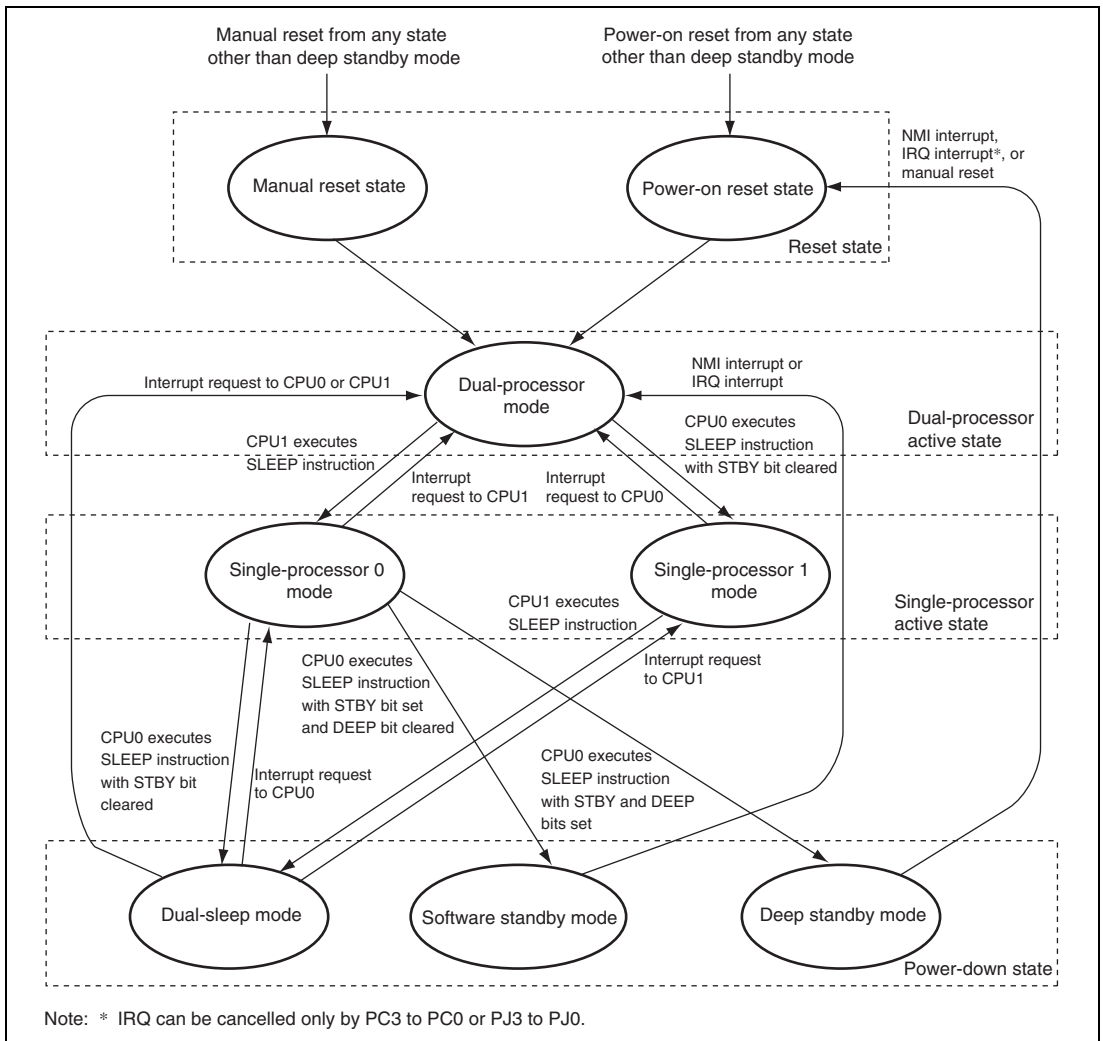 Manual reset from any state
other than deep standby mode
Power-on reset from any state
other than deep standby mode
NMI interrupt,
IRQ interrupt*, or
manual reset
Manual reset state
Power-on reset state
Reset state
Interrupt request to CPU0 or CPU1
Dual-processor
mode
NMI interrupt or
IRQ interrupt
Dual-processor
active state
CPU1 executes
SLEEP instruction
CPU0 executes
SLEEP instruction
with STBY bit cleared
Interrupt
request to CPU1
Interrupt
request to CPU0
Single-processor 0
mode
Single-processor 1
mode
Single-processor
active state
CPU1 executes
SLEEP instruction
CPU0 executes
SLEEP instruction
with STBY bit set
and DEEP bit cleared
Interrupt request
to CPU1
CPU0 executes
SLEEP instruction
with STBY bit
cleared
Interrupt request
to CPU0
CPU0 executes
SLEEP instruction
with STBY and DEEP
bits set
Dual-sleep mode
Software standby mode
Deep standby mode
Power-down state
Note: * IRQ can be cancelled only by PC3 to PC0 or PJ3 to PJ0.